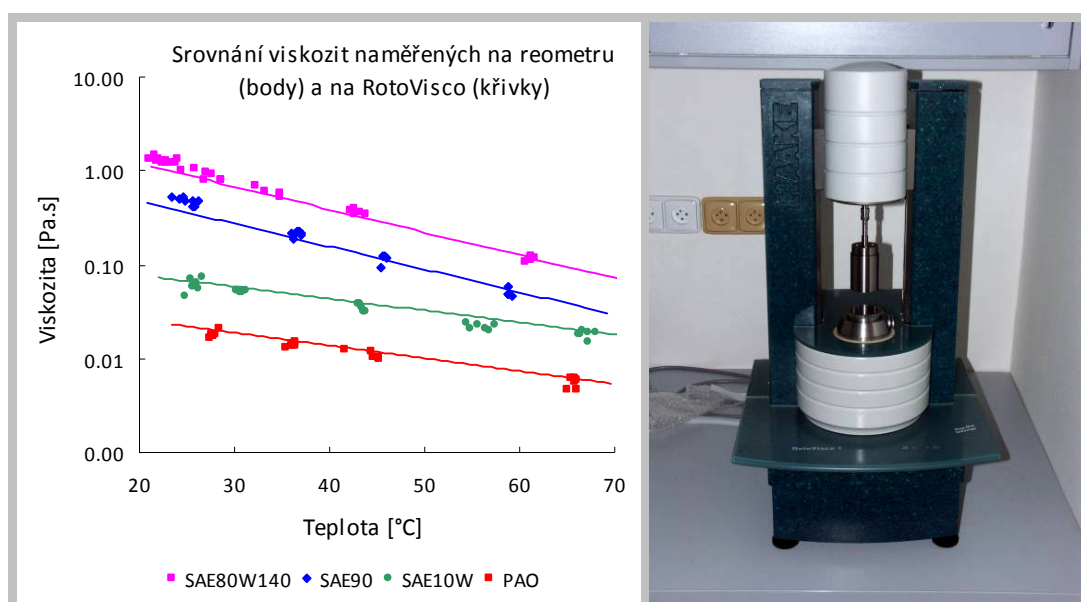 Srovnání viskozit naměřených na reometru
(body) a na RotoVisco (křivky)
10.00
1.00
0.10
0.01
0.00
Viskozita [Pa.s]
20 30 40 50 60 70
Teplota [°C]
SAE80W140 SAE90 SAE10W PAO
HAAKE
RotoVisco 1